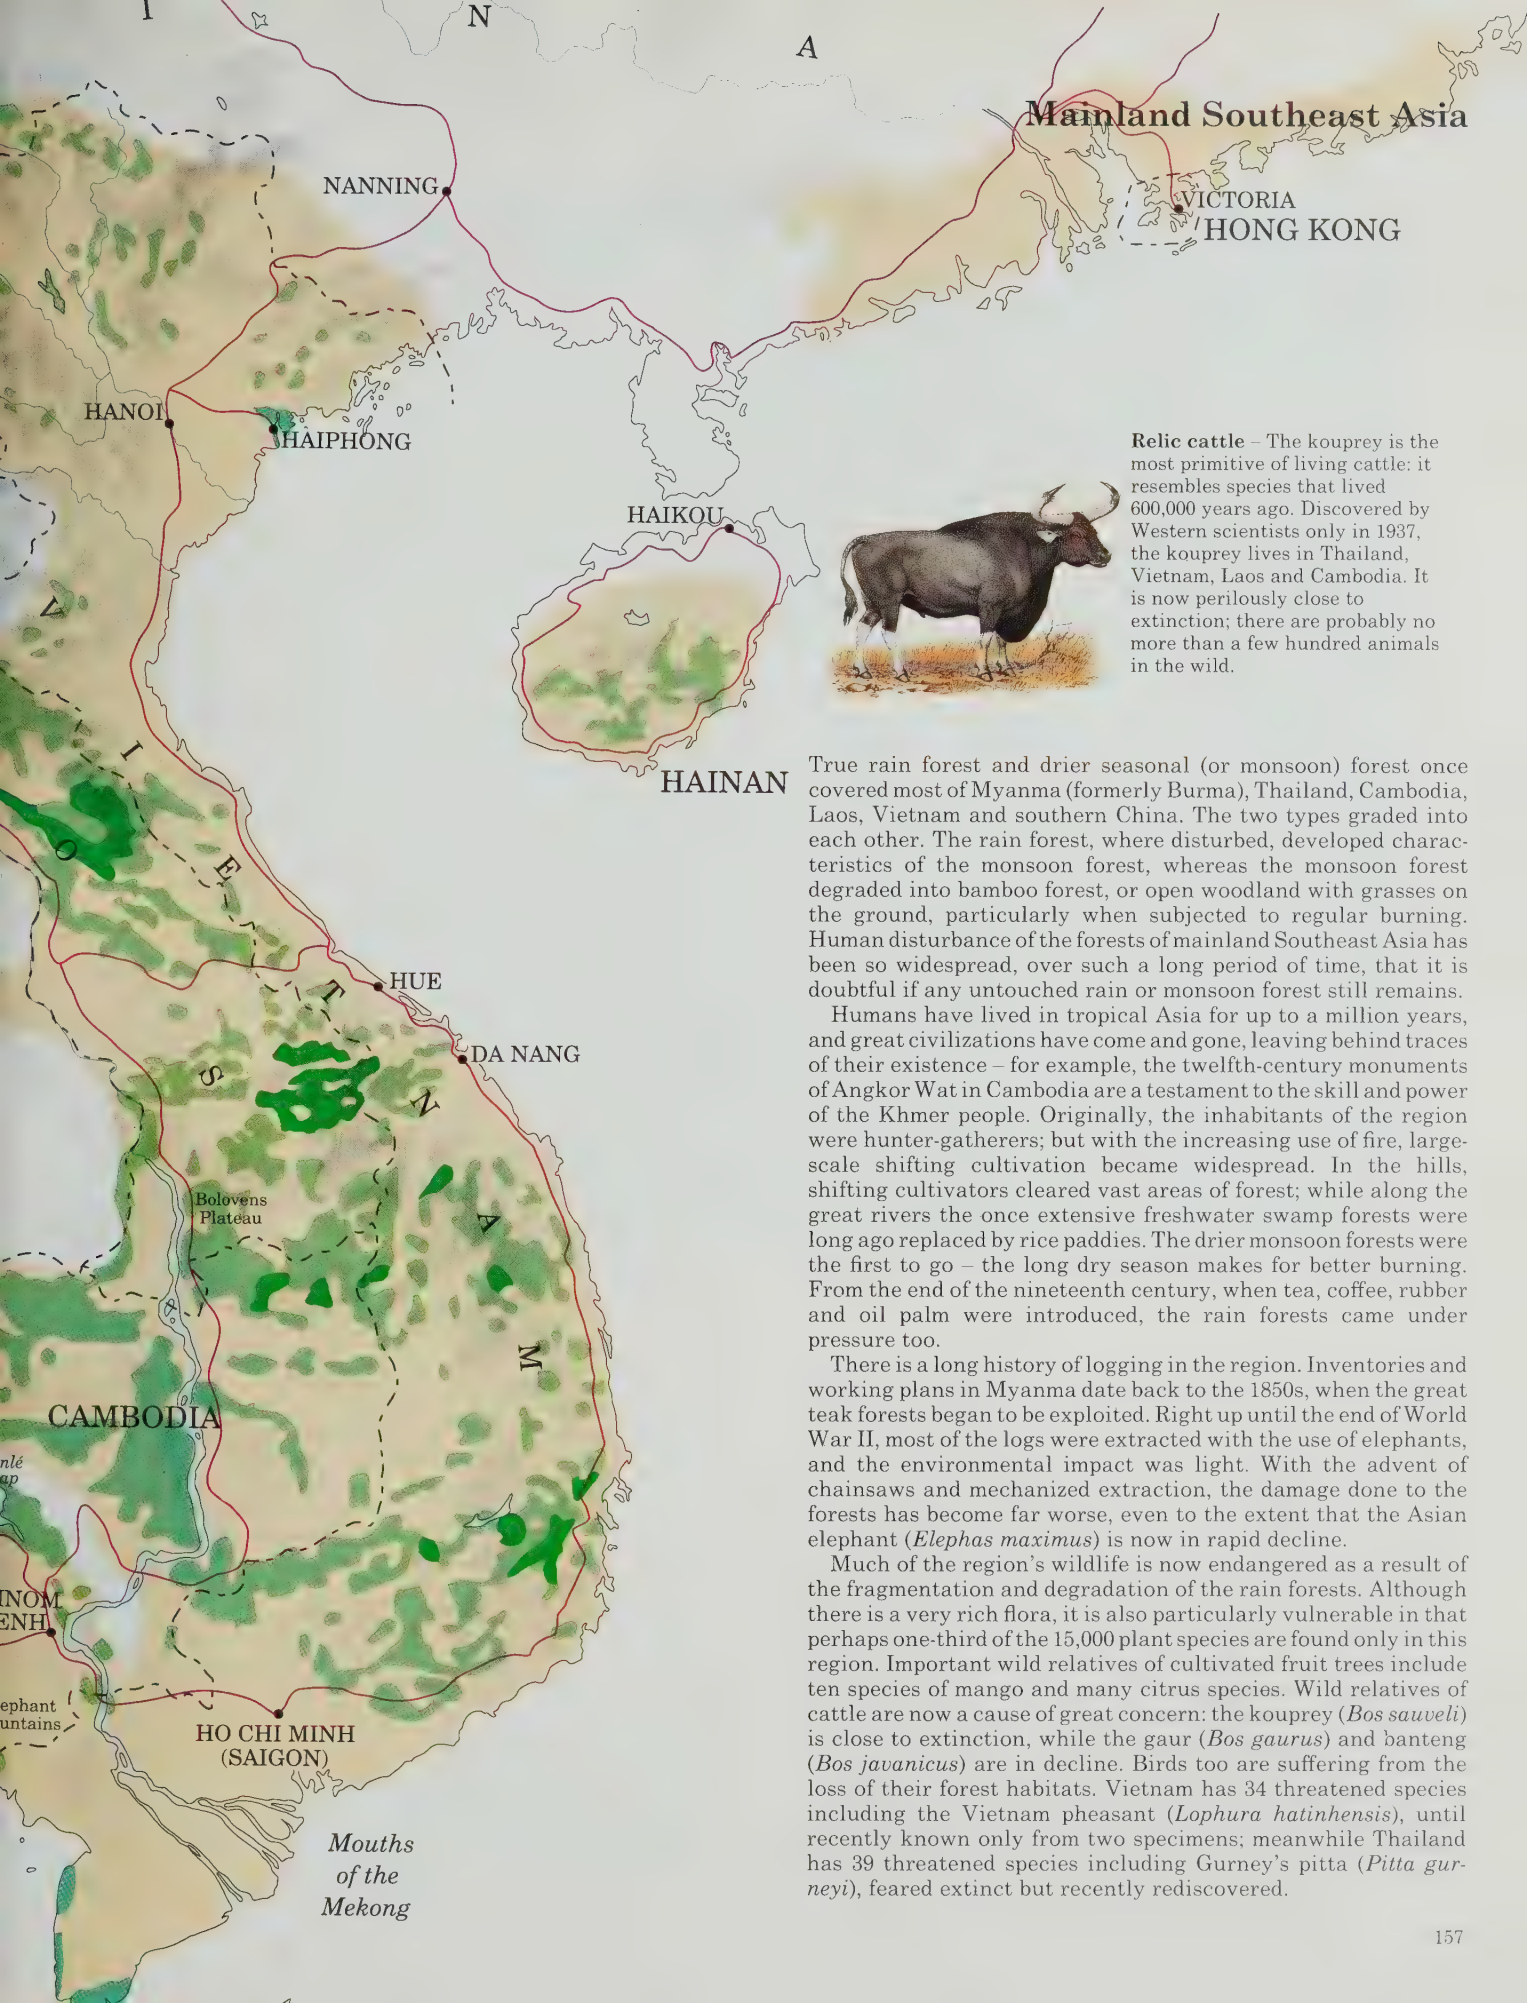 I
N
A
Mainland Southeast Asia
NANNING
VICTORIA
HONG KONG
HANOI
HAIPHONG
HAIKOU
HAINAN
Relic cattle – The kouprey is the
most primitive of living cattle: it
resembles species that lived
600,000 years ago. Discovered by
Western scientists only in 1937,
the kouprey lives in Thailand,
Vietnam, Laos and Cambodia. It
is now perilously close to
extinction; there are probably no
more than a few hundred animals
in the wild.
V
I
E
T
N
A
M
O
S
HUE
DA NANG
Bolovens
Plateau
CAMBODIA
nlé
ap
INOM
ENH
ephant
untains
HO CHI MINH
(SAIGON)
Mouths
of the
Mekong
True rain forest and drier seasonal (or monsoon) forest once
covered most of Myanma (formerly Burma), Thailand, Cambodia,
Laos, Vietnam and southern China. The two types graded into
each other. The rain forest, where disturbed, developed charac-
teristics of the monsoon forest, whereas the monsoon forest
degraded into bamboo forest, or open woodland with grasses on
the ground, particularly when subjected to regular burning.
Human disturbance of the forests of mainland Southeast Asia has
been so widespread, over such a long period of time, that it is
doubtful if any untouched rain or monsoon forest still remains.
Humans have lived in tropical Asia for up to a million years,
and great civilizations have come and gone, leaving behind traces
of their existence – for example, the twelfth-century monuments
of Angkor Wat in Cambodia are a testament to the skill and power
of the Khmer people. Originally, the inhabitants of the region
were hunter-gatherers; but with the increasing use of fire, large-
scale shifting cultivation became widespread. In the hills,
shifting cultivators cleared vast areas of forest; while along the
great rivers the once extensive freshwater swamp forests were
long ago replaced by rice paddies. The drier monsoon forests were
the first to go – the long dry season makes for better burning.
From the end of the nineteenth century, when tea, coffee, rubber
and oil palm were introduced, the rain forests came under
pressure too.
There is a long history of logging in the region. Inventories and
working plans in Myanma date back to the 1850s, when the great
teak forests began to be exploited. Right up until the end of World
War II, most of the logs were extracted with the use of elephants,
and the environmental impact was light. With the advent of
chainsaws and mechanized extraction, the damage done to the
forests has become far worse, even to the extent that the Asian
elephant (Elephas maximus) is now in rapid decline.
Much of the region's wildlife is now endangered as a result of
the fragmentation and degradation of the rain forests. Although
there is a very rich flora, it is also particularly vulnerable in that
perhaps one-third of the 15,000 plant species are found only in this
region. Important wild relatives of cultivated fruit trees include
ten species of mango and many citrus species. Wild relatives of
cattle are now a cause of great concern: the kouprey (Bos sauveli)
is close to extinction, while the gaur (Bos gaurus) and banteng
(Bos javanicus) are in decline. Birds too are suffering from the
loss of their forest habitats. Vietnam has 34 threatened species
including the Vietnam pheasant (Lophura hatinhensis), until
recently known only from two specimens; meanwhile Thailand
has 39 threatened species including Gurney's pitta (Pitta gur-
neyi), feared extinct but recently rediscovered.
157